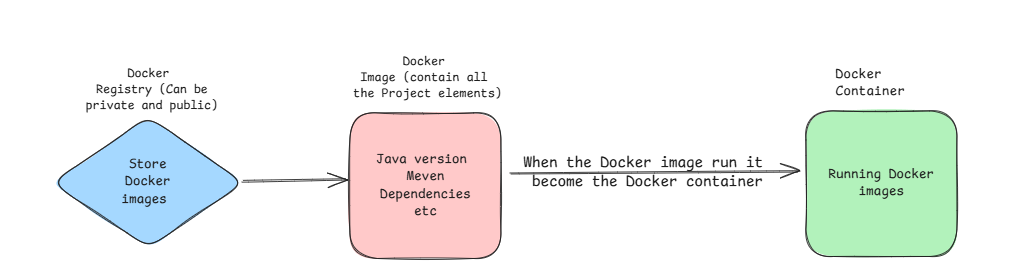 Docker
Registry (Can be
private and public)
Store
Docker
images
Docker
Image (contain all
the Project elements)
Java version
Meven
Dependencies
etc
When the Docker image run it
become the Docker container
Docker
Container
Running Docker
images